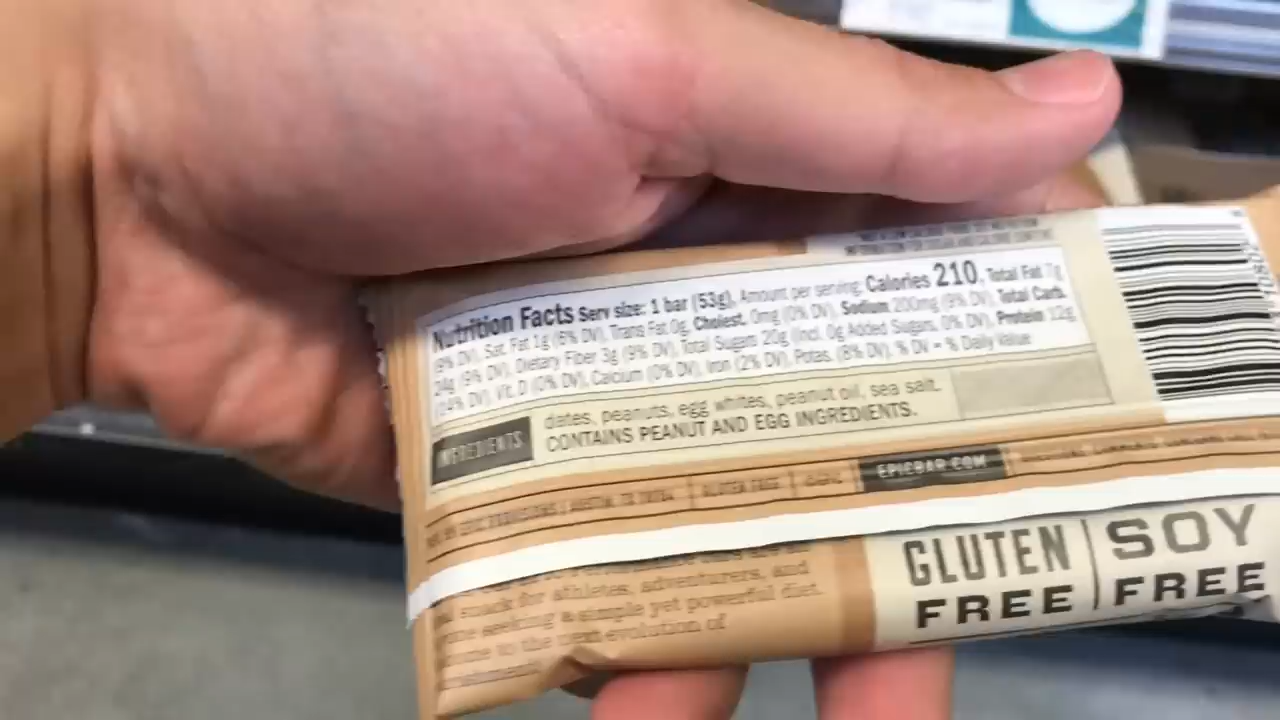 Nutrition Facts Serv size: 1 bar (53g), Amount per serving: Calories 210, Total Fat 7g
(9% DV), Sat. Fat 1g (6% DV), Trans Fat 0g, Cholest. 0mg (0% DV), Sodium 200mg (9% DV), Total Carb.
24g (9% DV), Dietary Fiber 3g (9% DV), Total Sugars 20g (Incl. 0g Added Sugars, 0% DV), Protein 12g
(14% DV), Vit. D (0% DV), Calcium (0% DV), Iron (2% DV), Potas. (8% DV). % DV = % Daily Value
INGREDIENTS
dates, peanuts, egg whites, peanut oil, sea salt.
CONTAINS PEANUT AND EGG INGREDIENTS.
GLUTEN FREE
EPICBAR.COM
snack for athletes, adventurers, and
seeking a simple yet powerful diet.
to the next evolution of
GLUTEN FREE
SOY FREE